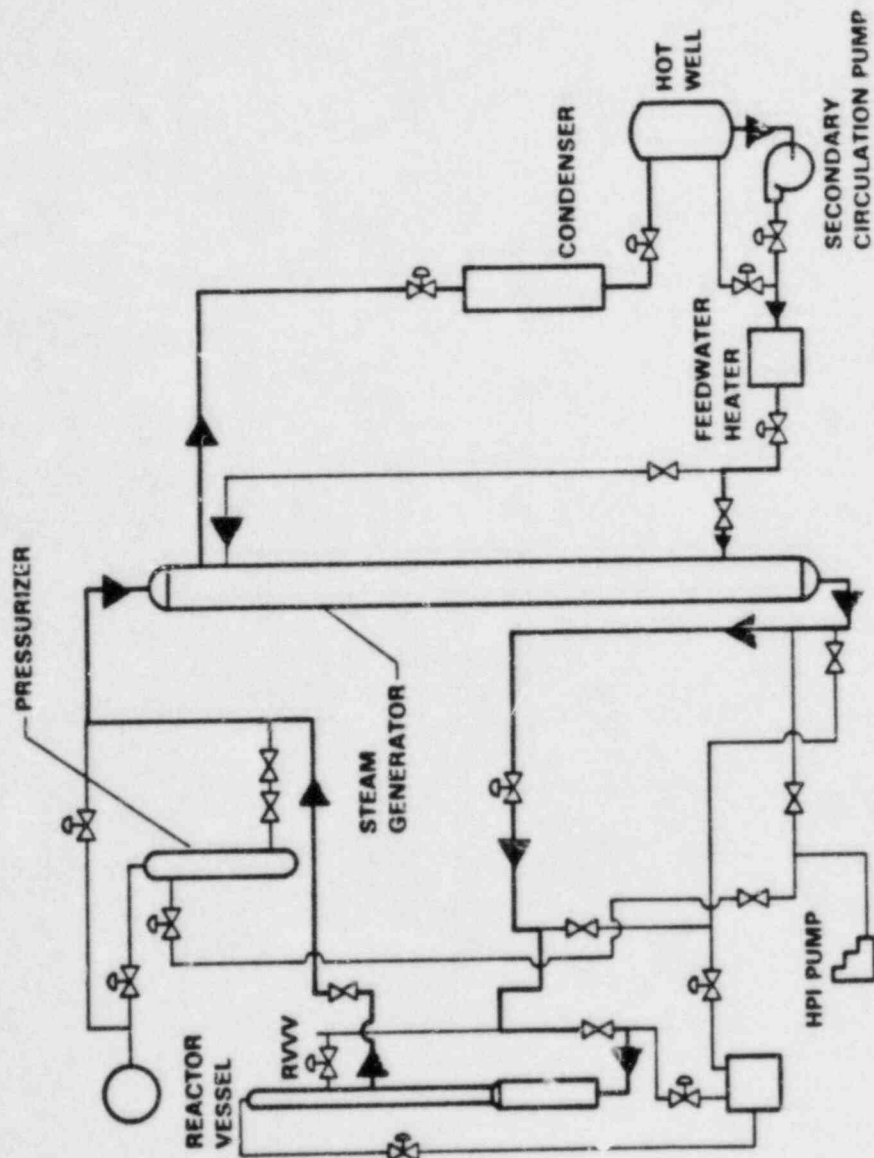 PRESSURIZER
REACTOR
VESSEL
RVVV
STEAM
GENERATOR
HPI PUMP
CONDENSER
HOT
WELL
FEEDWATER
HEATER
SECONDARY
CIRCULATION PUMP